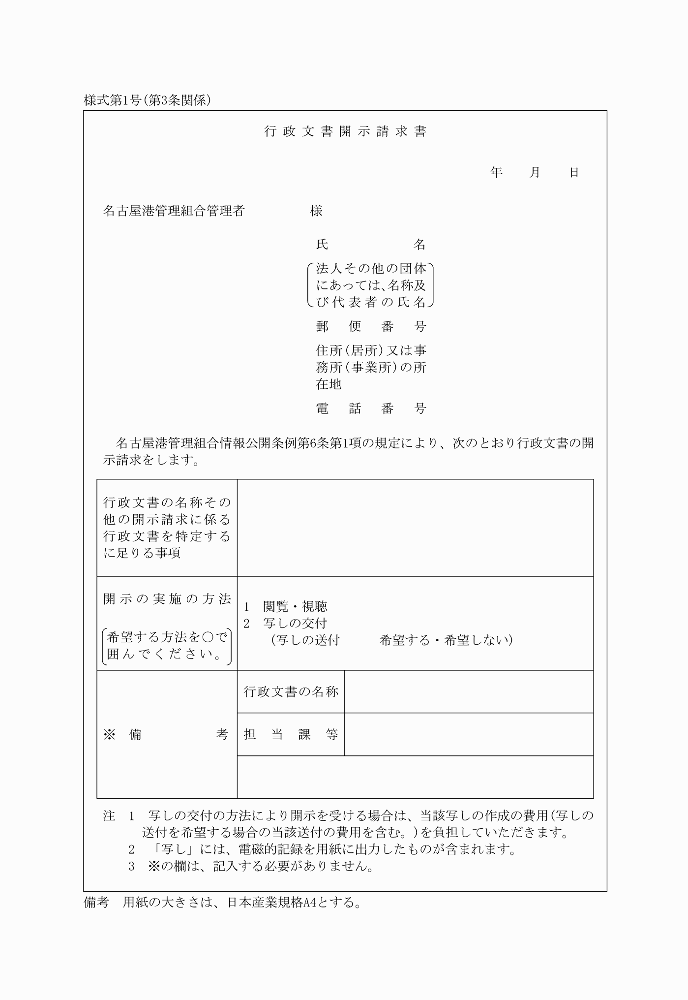 様式第1号(第3条関係)
行政文書開示請求書
年　月　日
名古屋港管理組合管理者　　　様
氏　　　名
法人その他の団体
にあっては、名称及
び代表者の氏名
郵便番号
住所(居所)又は事
務所(事業所)の所
在地
電話番号
名古屋港管理組合情報公開条例第6条第1項の規定により、次のとおり行政文書の開
示請求をします。
行政文書の名称その
他の開示請求に係る
行政文書を特定する
に足りる事項
開示の実施の方法
希望する方法を○で
囲んでください。
1　閲覧・視聴
2　写しの交付
(写しの送付　　　希望する・希望しない)
※　備　　　考
行政文書の名称
担当課等
注　1　写しの交付の方法により開示を受ける場合は、当該写しの作成の費用(写しの
送付を希望する場合の当該送付の費用を含む。)を負担していただきます。
2　「写し」には、電磁的記録を用紙に出力したものが含まれます。
3　※の欄は、記入する必要がありません。
備考　用紙の大きさは、日本産業規格A4とする。